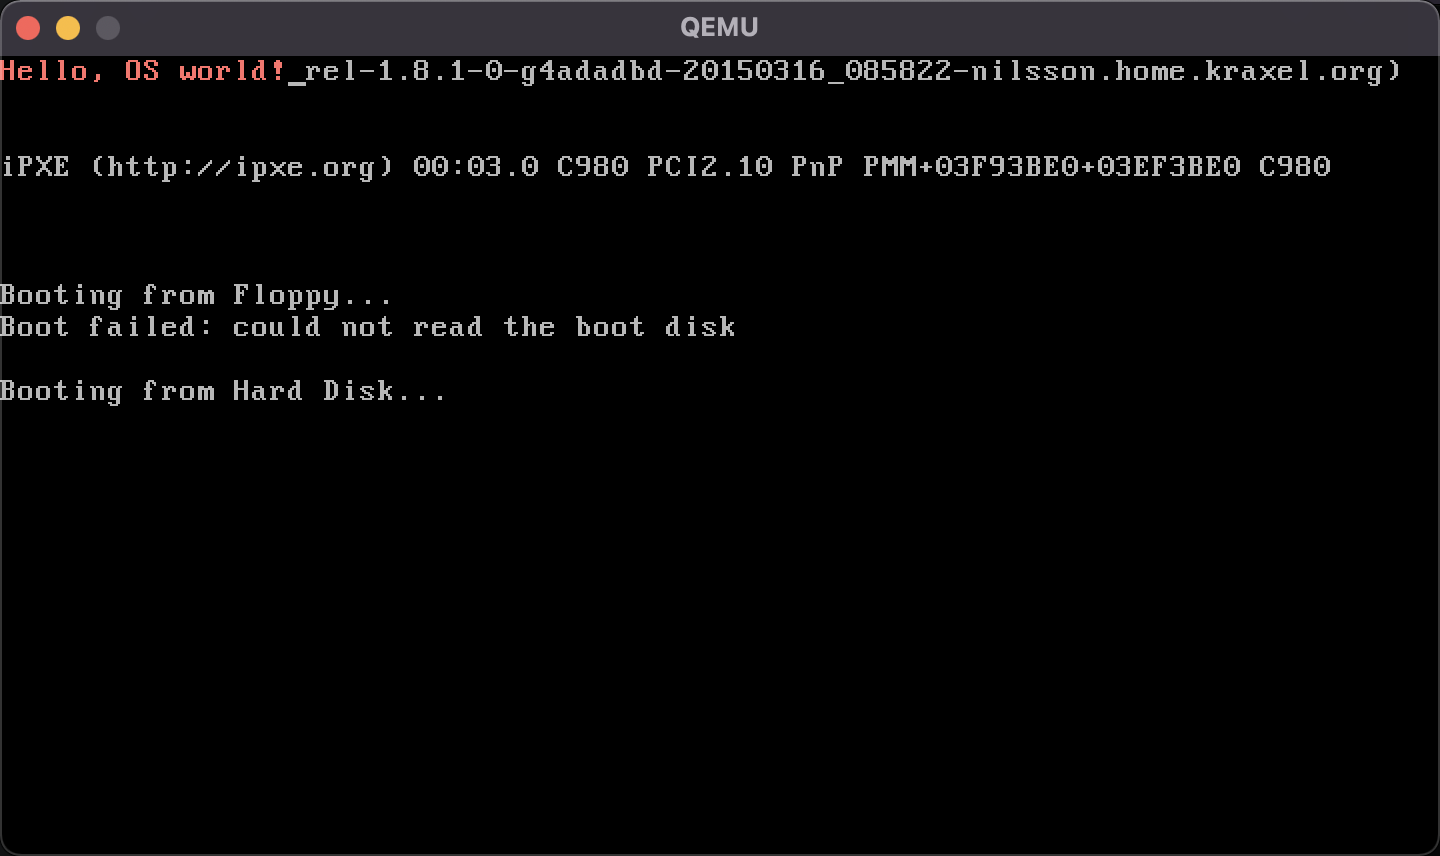 QEMU
Hello, OS world!_rel-1.8.1-0-g4adadbd-20150316_085822-nilsson.home.kraxel.org)
iPXE (http://ipxe.org) 00:03.0 C980 PCI2.10 PnP PMM+03F93BE0+03EF3BE0 C980
Booting from Floppy...
Boot failed: could not read the boot disk
Booting from Hard Disk...